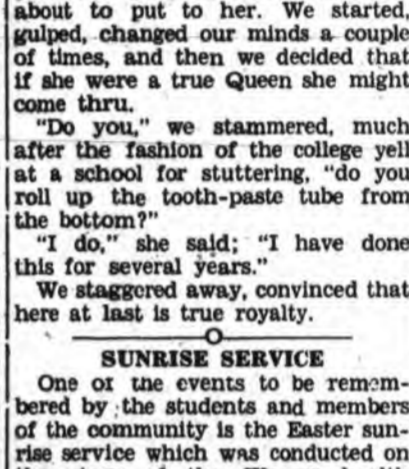 about to put to her. We started,
gulped, changed our minds a couple
of times, and then we decided that
if she were a true Queen she might
come thru.
"Do you," we stammered, much
after the fashion of the college yell
at a school for stuttering, "do you
roll up the tooth-paste tube from
the bottom?"
"I do," she said; "I have done
this for several years."
We staggered away, convinced that
here at last is true royalty.
SUNRISE SERVICE
One of the events to be remem-
bered by the students and members
of the community is the Easter sun-
rise service which was conducted on